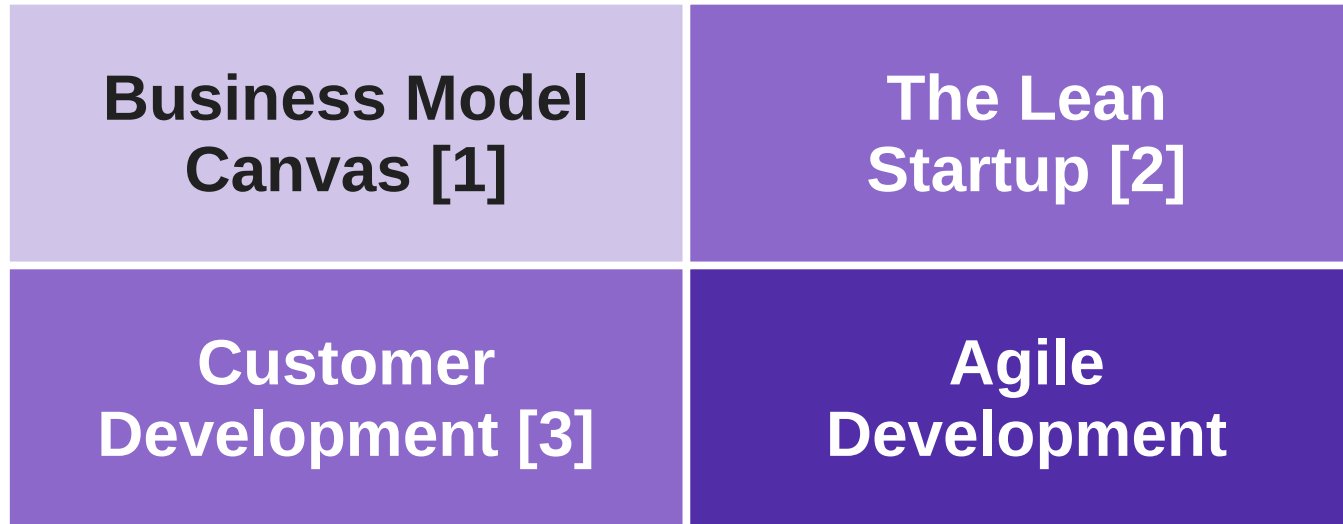 Business Model
Canvas [1]
The Lean
Startup [2]
Customer
Development [3]
Agile
Development